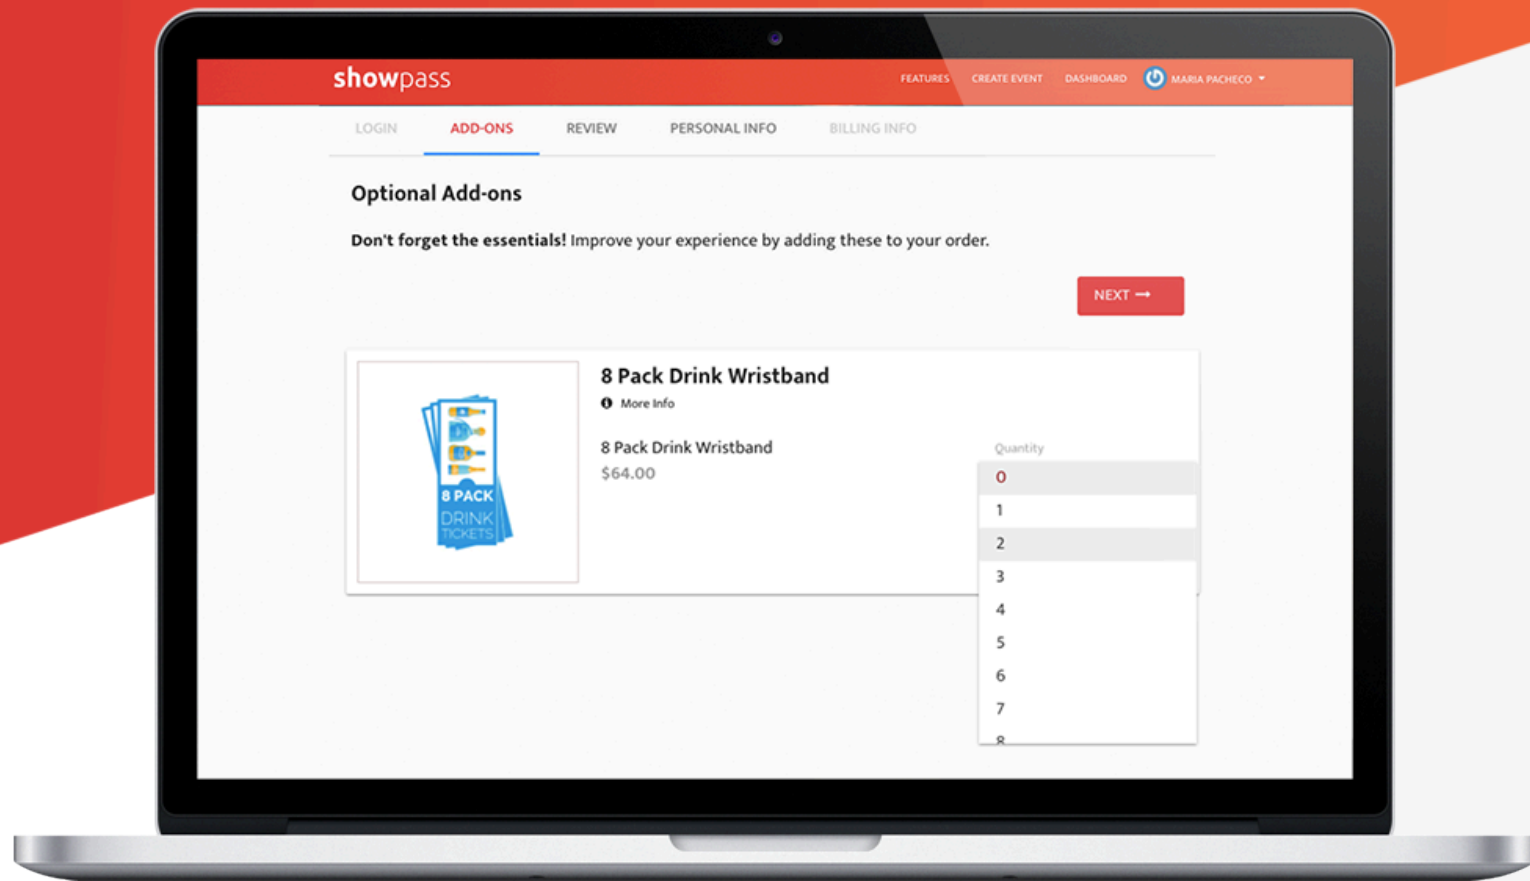 showpass
FEATURES CREATE EVENT DASHBOARD MARIA PACHECO
LOGIN ADD-ONS REVIEW PERSONAL INFO BILLING INFO
Optional Add-ons
Don't forget the essentials! Improve your experience by adding these to your order.
NEXT →
8 Pack Drink Wristband
More Info
8 Pack Drink Wristband
$64.00
8 PACK
DRINK
TICKETS
Quantity
0
1
2
3
4
5
6
7
8